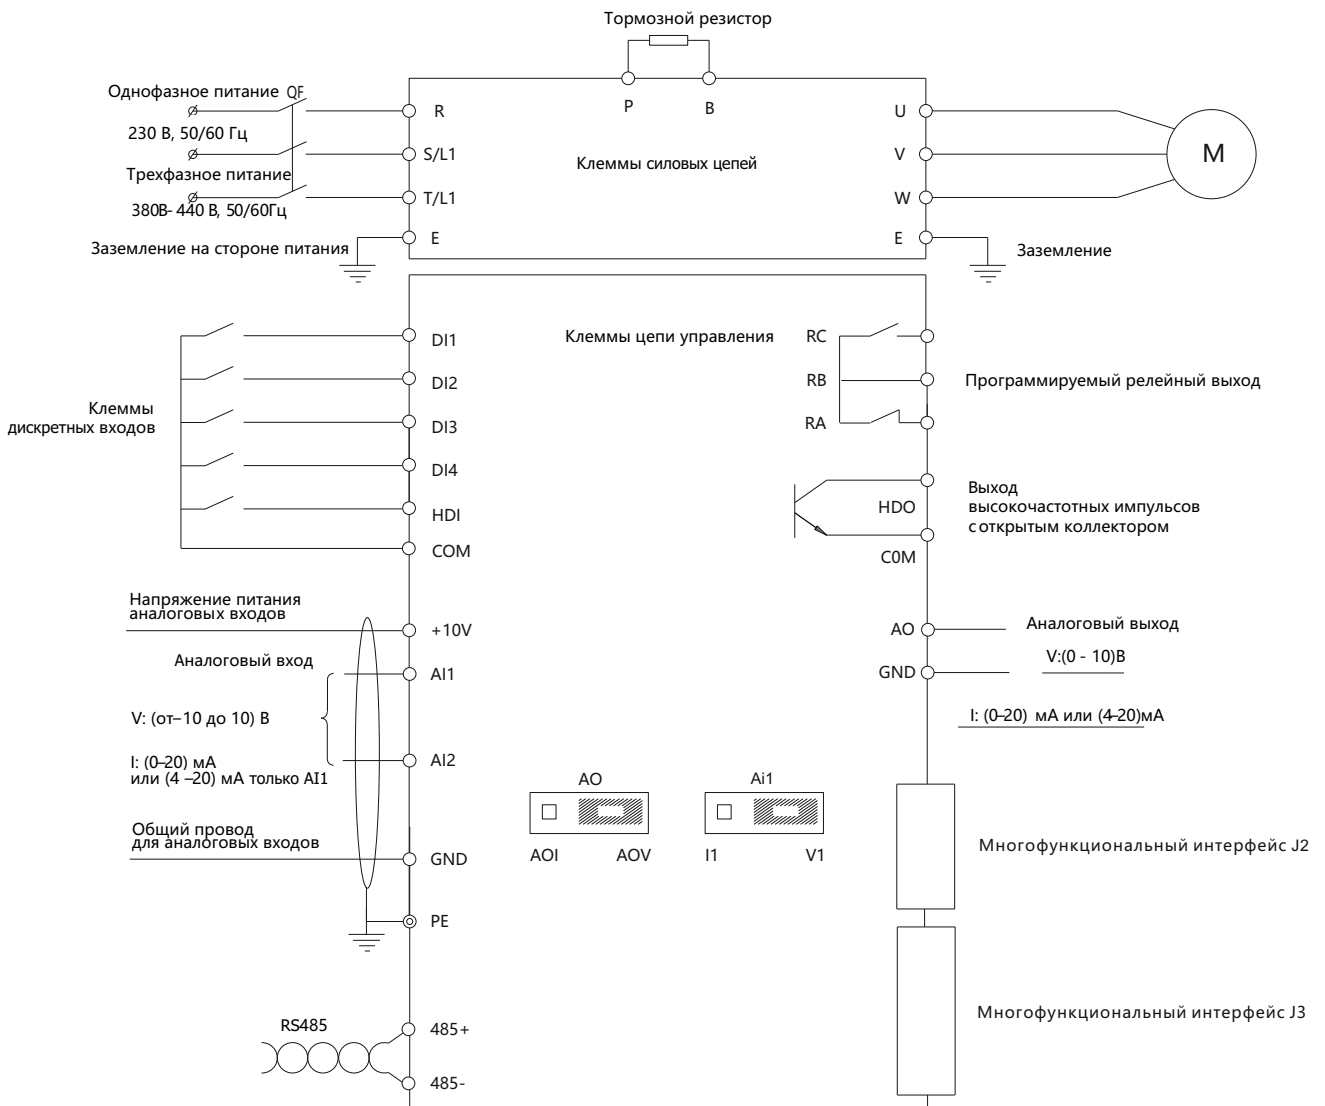 Тормозной резистор
Однофазное питание QF
P
B
R
U
230 В, 50/60 Гц
S/L1
Клеммы силовых цепей
V
M
Трехфазное питание
T/L1
W
380В- 440 В, 50/60Гц
Заземление на стороне питания
E
E
Заземление
DI1
Клеммы цепи управления
RC
DI2
RB
Программируемый релейный выход
Клеммы
дискретных входов
DI3
RA
DI4
HDI
HDO
Выход
высокочастотных импульсов
с открытым коллектором
COM
C0M
Напряжение питания
аналоговых входов
+10V
AO
Аналоговый выход
V:(0 - 10)В
Аналоговый вход
AI1
GND
V: (от–10 до 10) В
I: (0–20) мА или (4–20)мА
I: (0–20) мА
или (4 –20) мА только AI1
AI2
AO
Ai1
AOI
AOV
I1
V1
Общий провод
для аналоговых входов
GND
Многофункциональный интерфейс J2
PE
RS485
485+
Многофункциональный интерфейс J3
485-